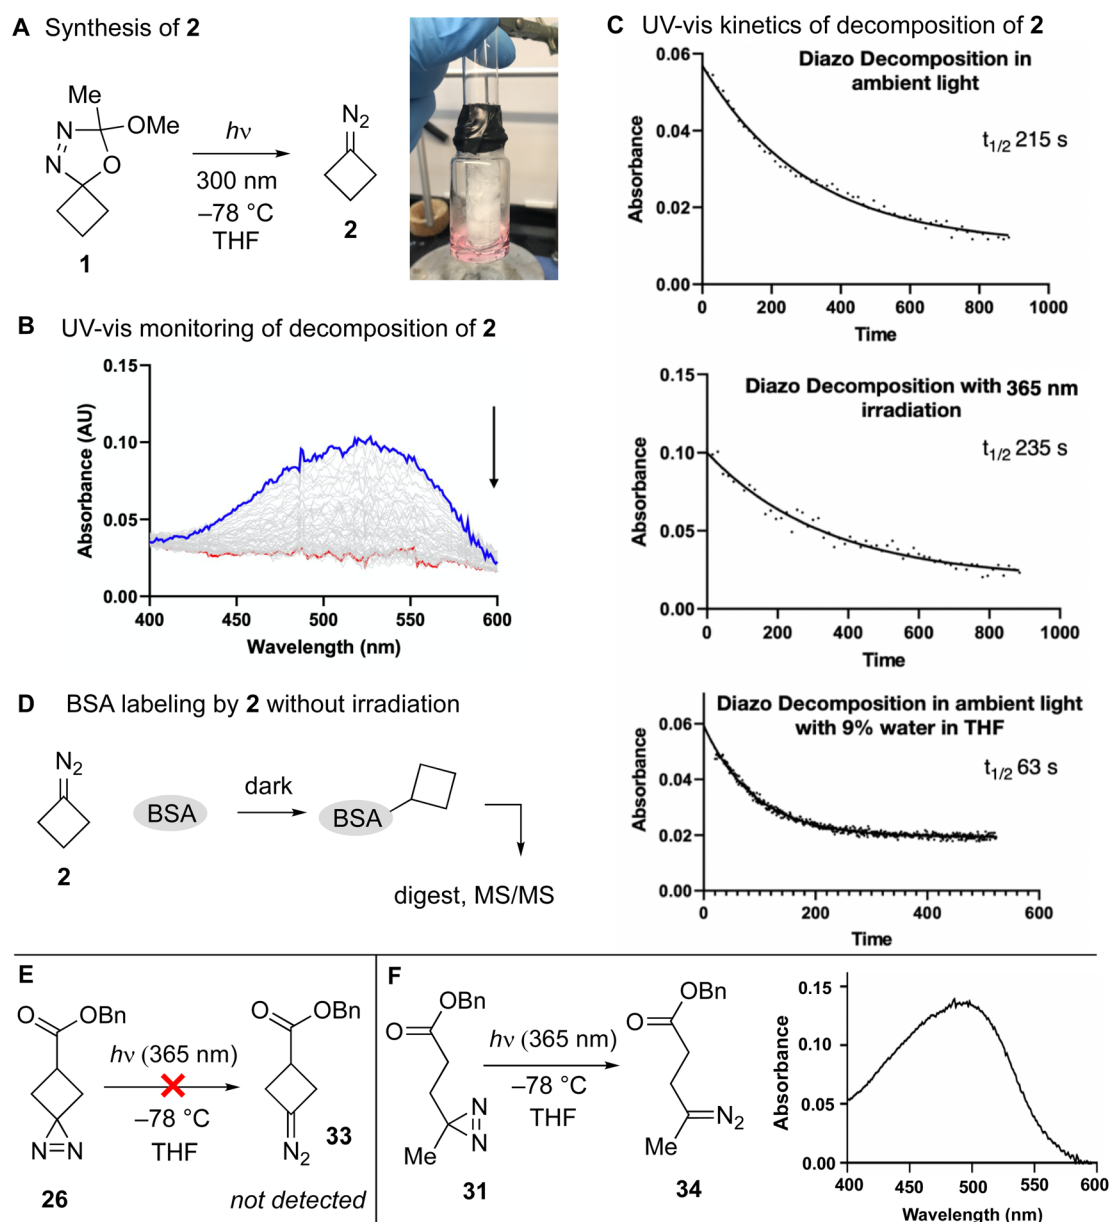 A Synthesis of 2
Me
N
N
OMe
O
1
hν
300 nm
–78 °C
THF
N2
2
B UV-vis monitoring of decomposition of 2
Absorbance (AU)
0.15
0.10
0.05
0.00
400 450 500 550 600
Wavelength (nm)
C UV-vis kinetics of decomposition of 2
Diazo Decomposition in
ambient light
t1/2 215 s
Absorbance
0.06
0.04
0.02
0.00
0 200 400 600 800 1000
Time
Diazo Decomposition with 365 nm
irradiation
t1/2 235 s
Absorbance
0.15
0.10
0.05
0.00
0 200 400 600 800 1000
Time
Diazo Decomposition in ambient light
with 9% water in THF
t1/2 63 s
Absorbance
0.06
0.04
0.02
0.00
0 200 400 600
Time
D BSA labeling by 2 without irradiation
N2
2
BSA
dark
BSA
digest, MS/MS
E
O
OBn
N=N
26
hν (365 nm)
–78 °C
THF
O
OBn
N2
33
not detected
F
OBn
O
N
N
Me
31
hν (365 nm)
–78 °C
THF
OBn
O
N2
Me
34
Absorbance
0.15
0.10
0.05
0.00
400 450 500 550 600
Wavelength (nm)